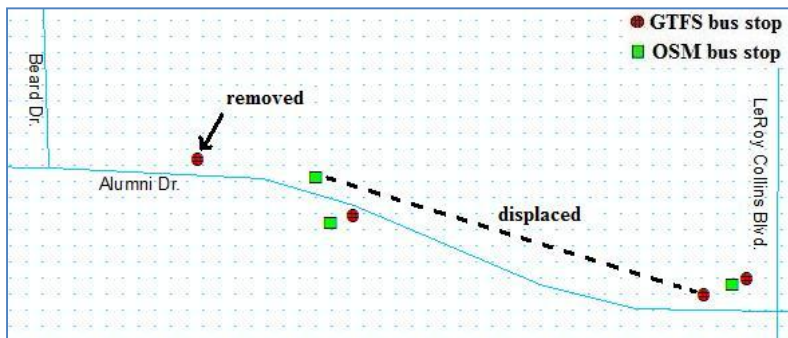 GTFS bus stop
OSM bus stop
Beard Dr.
removed
LeRoy Collins Blvd.
Alumni Dr.
displaced